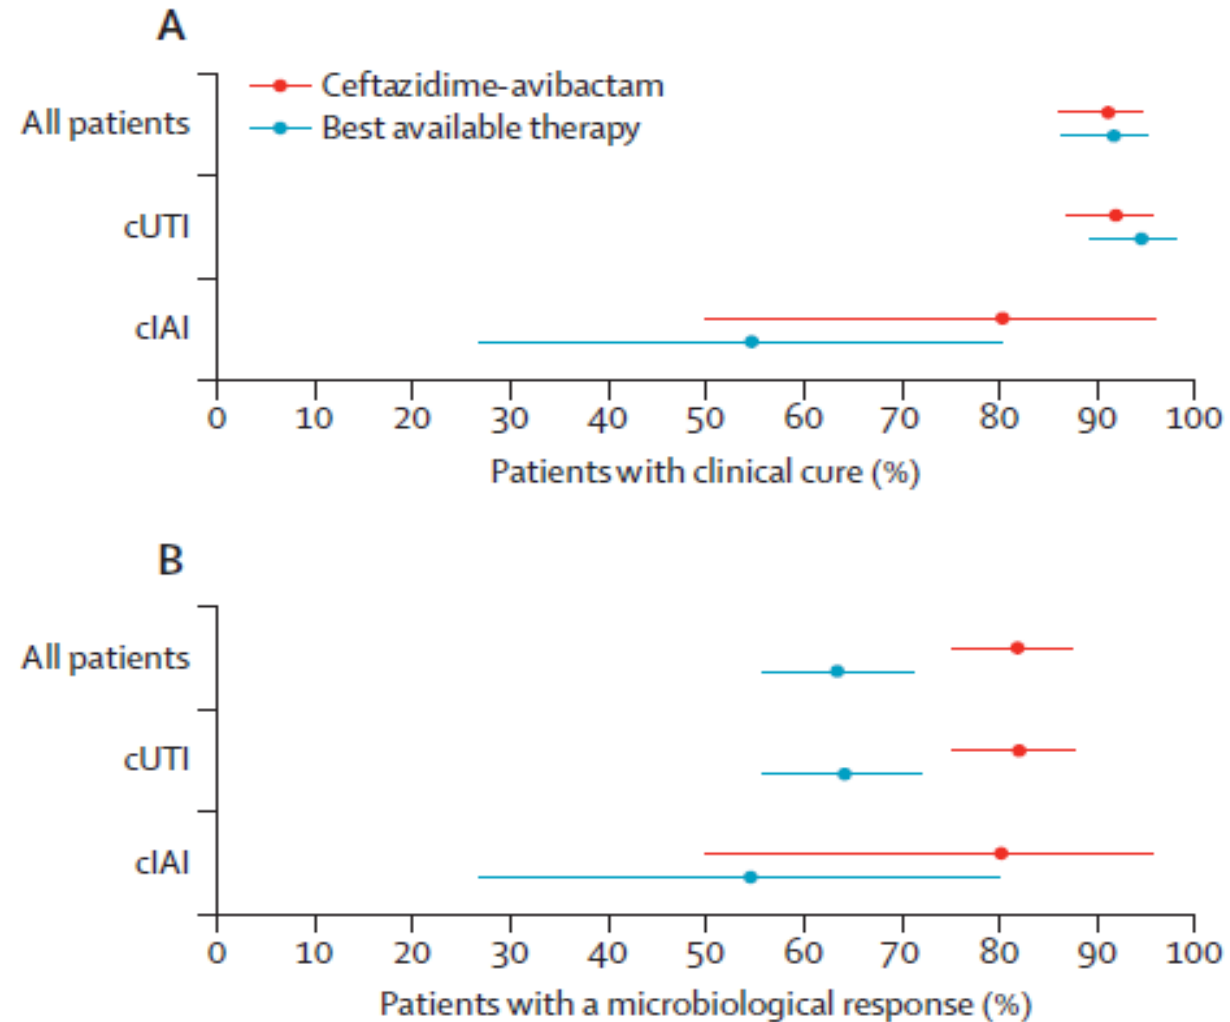 A
Ceftazidime-avibactam
Best available therapy
All patients
cUTI
cIAI
0 10 20 30 40 50 60 70 80 90 100
Patients with clinical cure (%)
B
All patients
cUTI
cIAI
0 10 20 30 40 50 60 70 80 90 100
Patients with a microbiological response (%)